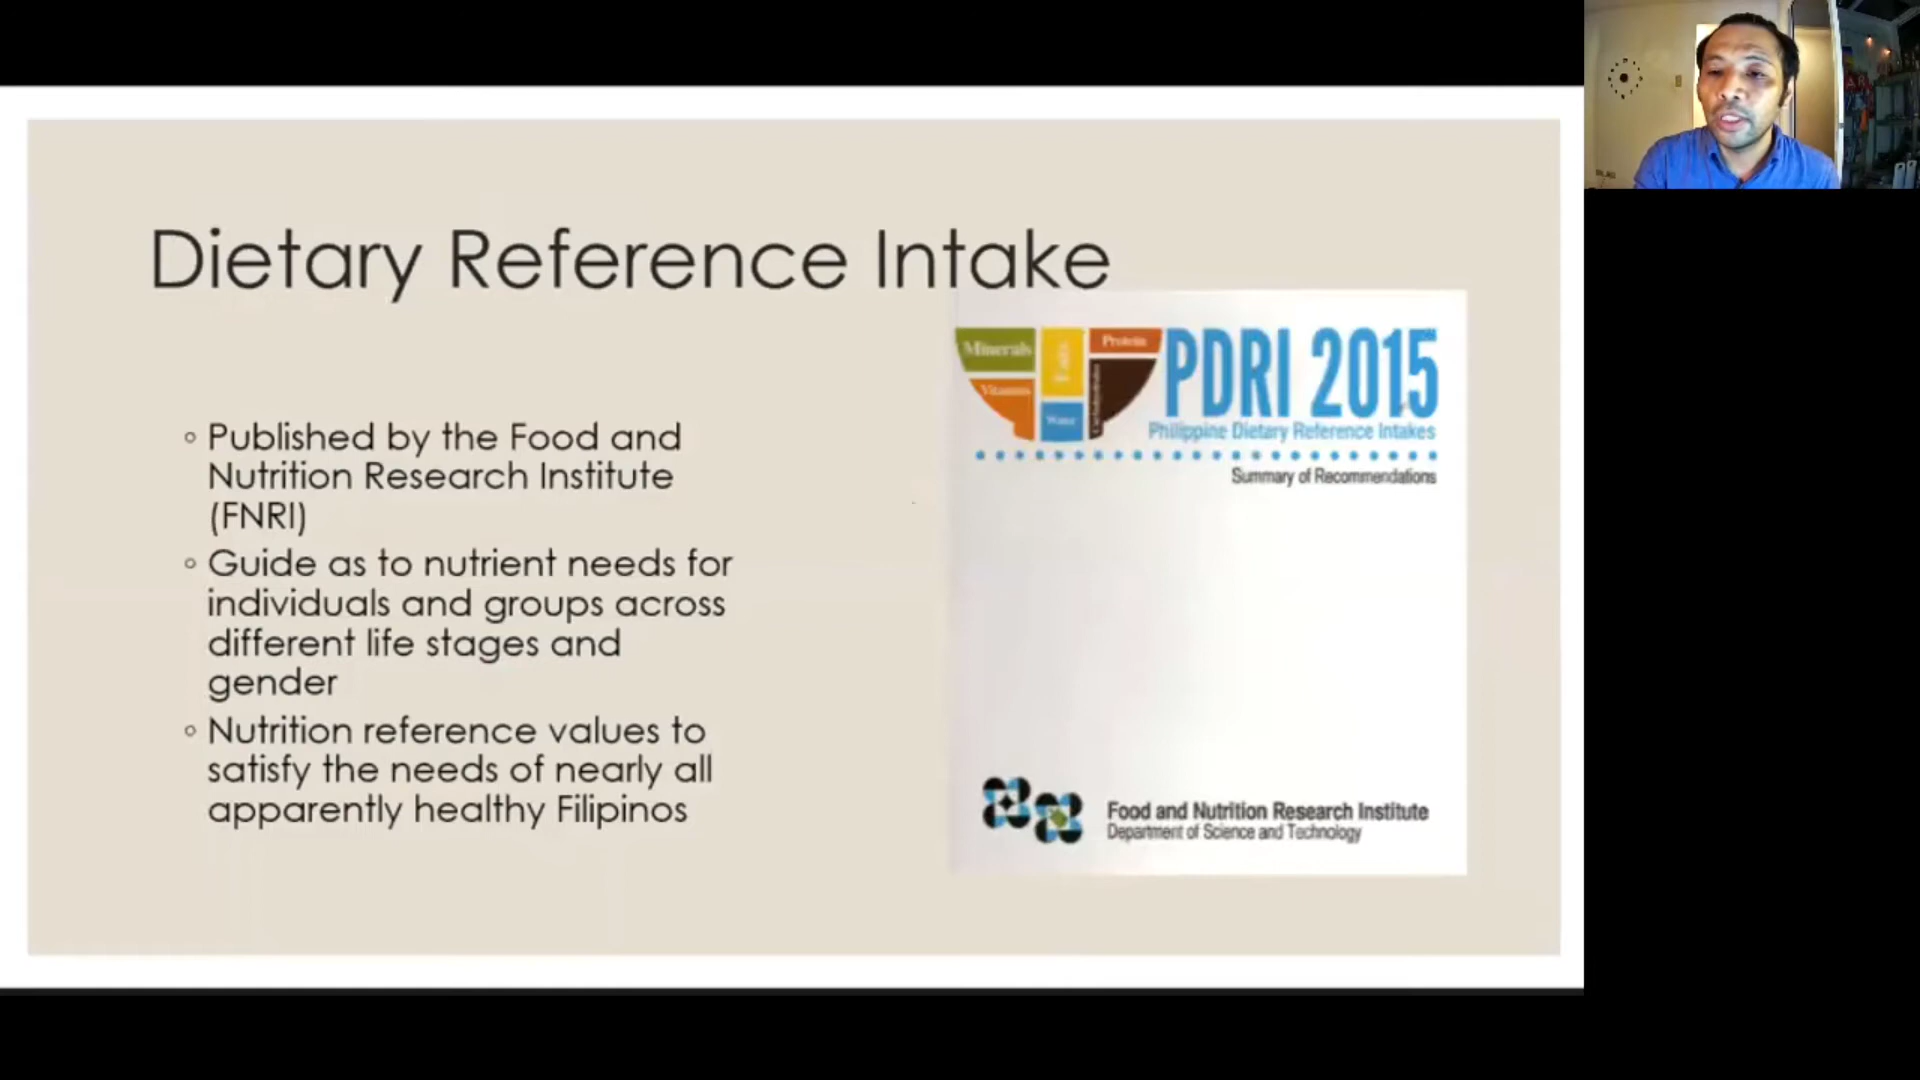 Dietary Reference Intake
◦ Published by the Food and
Nutrition Research Institute
(FNRI)
◦ Guide as to nutrient needs for
individuals and groups across
different life stages and
gender
◦ Nutrition reference values to
satisfy the needs of nearly all
apparently healthy Filipinos
Minerals
Vitamins
Fats
Water
Protein
Carbohydrates
PDRI 2015
Philippine Dietary Reference Intakes
Summary of Recommendations
Food and Nutrition Research Institute
Department of Science and Technology